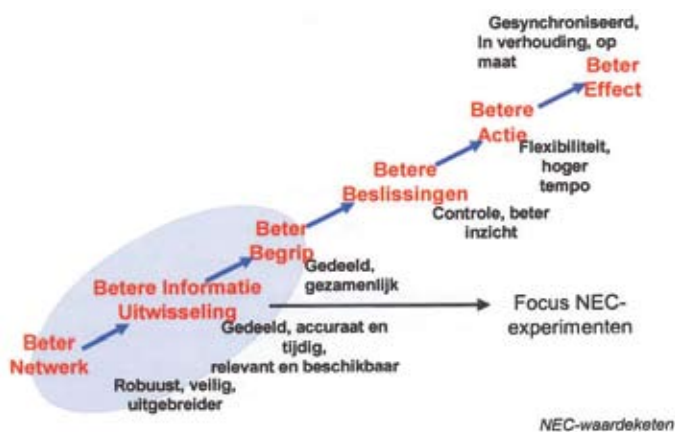 Gesynchroniseerd,
In verhouding, op
maat
Beter
Effect
Betere
Actie
Flexibiliteit,
hoger
tempo
Betere
Beslissingen
Controle, beter
inzicht
Beter
Begrip
Gedeeld,
gezamenlijk
Betere Informatie
Uitwisseling
Gedeeld, accuraat en
tijdig,
relevant en beschikbaar
Focus NEC-
experimenten
Beter
Netwerk
Robuust, veilig,
uitgebreider
NEC-waardeketen